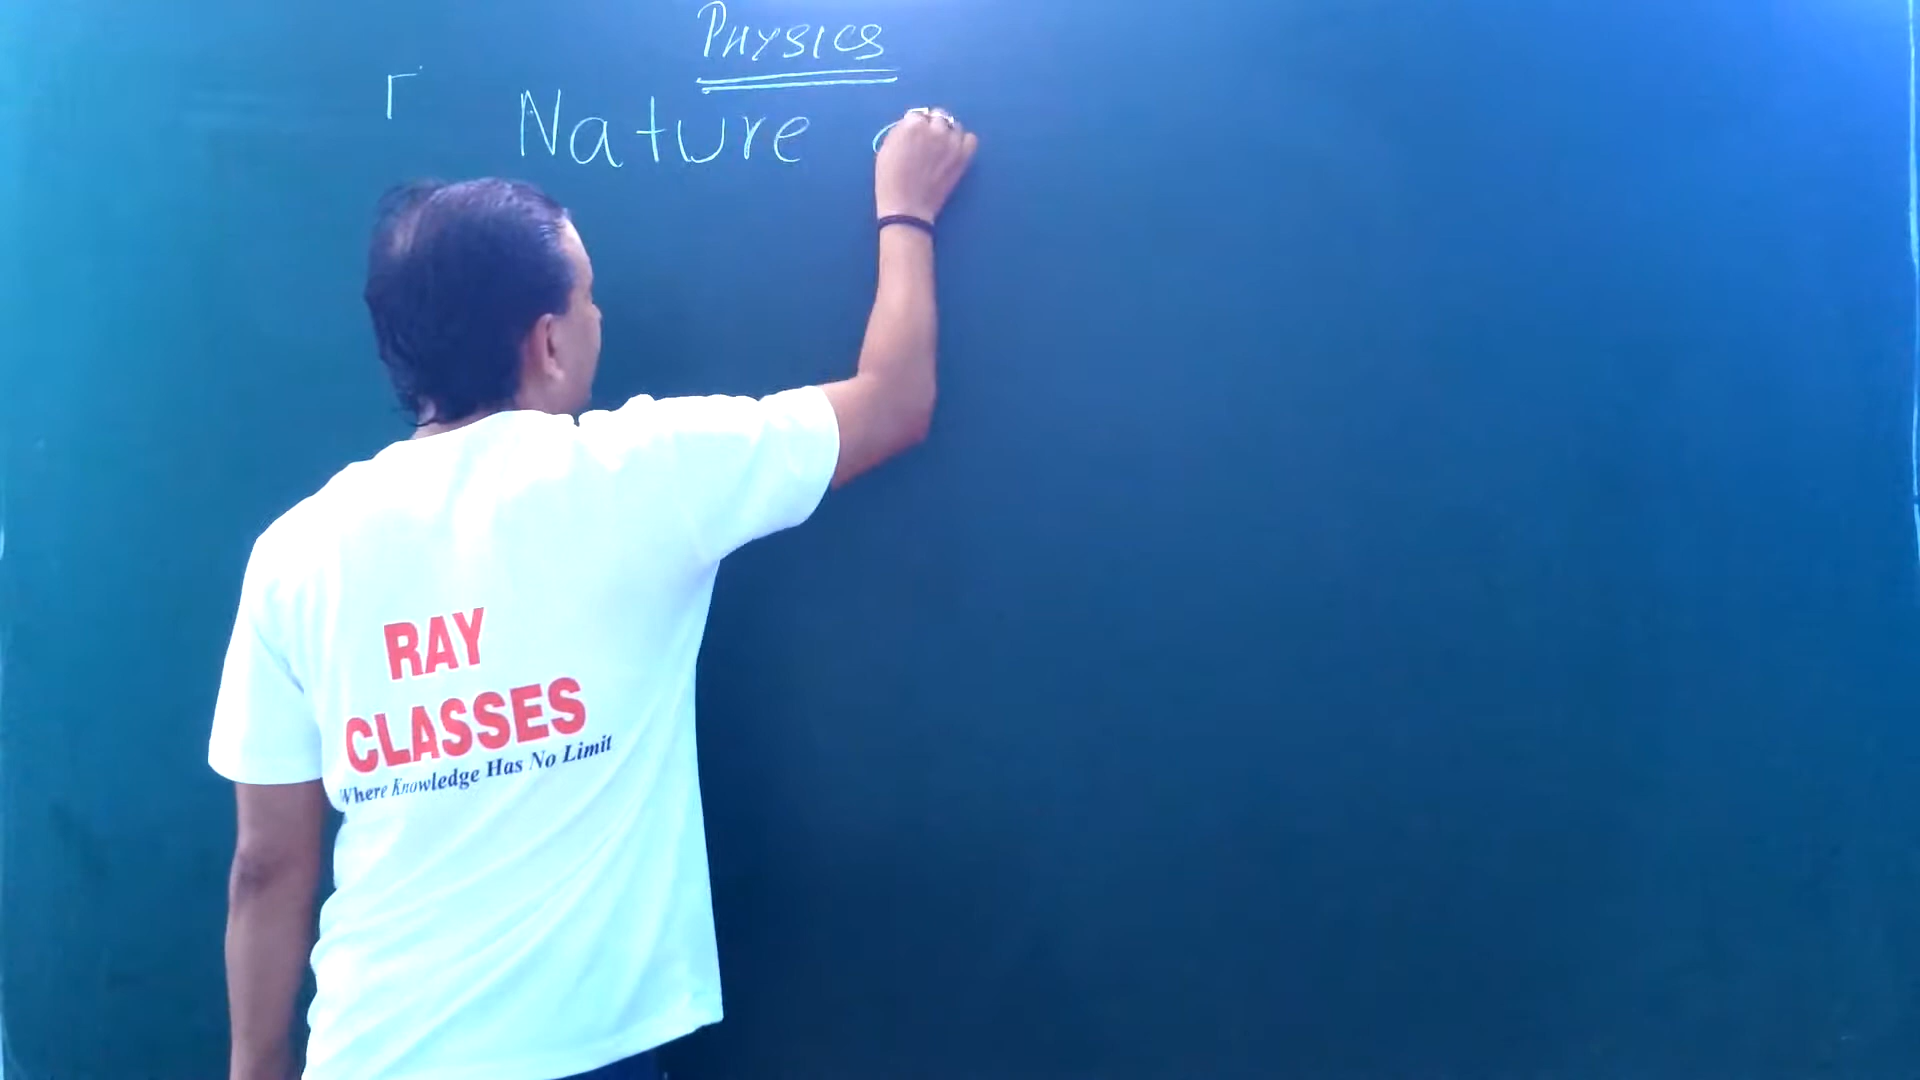 Physics
Nature
RAY
CLASSES
Where Knowledge Has No Limit